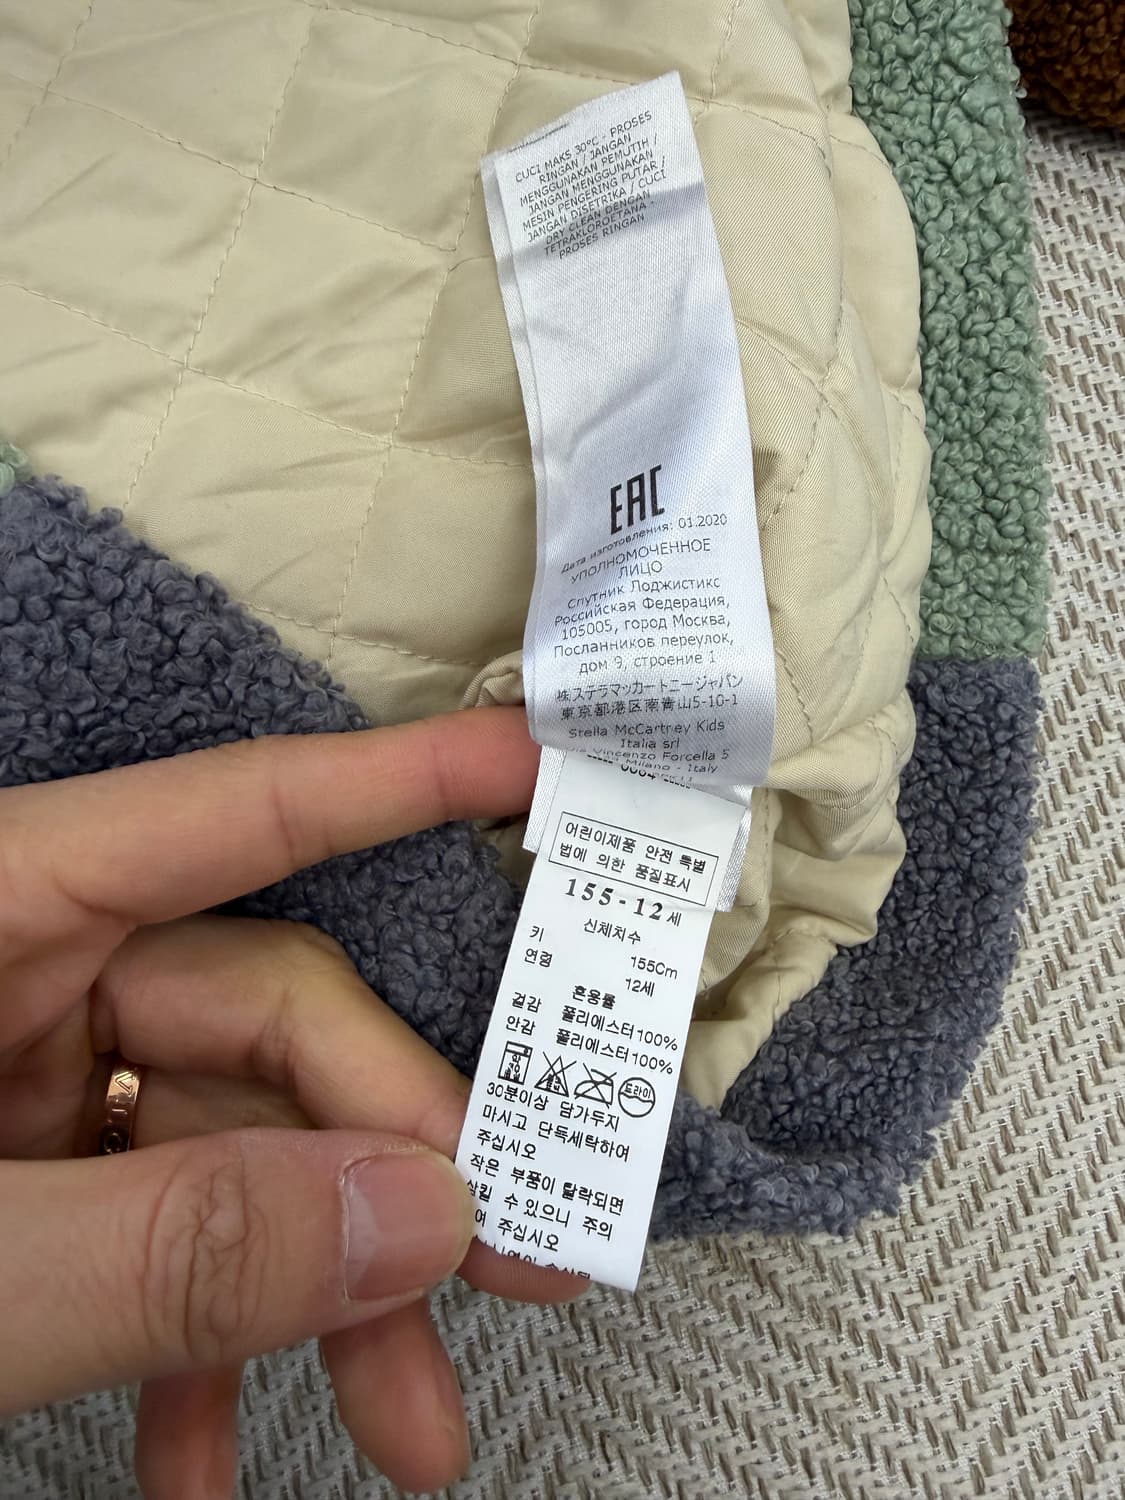 CUCI MAKS 30°C - PROSES
RINGAN / JANGAN
MENGGUNAKAN PEMUTIH /
JANGAN MENGGUNAKAN
MESIN PENGERING PUTAR /
JANGAN DISETRIKA / CUCI
DRY CLEAN DENGAN
TETRAKLOROETANA -
PROSES RINGAN
EAC
Дата изготовления: 01.2020
УПОЛНОМОЧЕННОЕ
ЛИЦО
Спутник Лоджистикс
Российская Федерация,
105005, город Москва,
Посланников переулок,
дом 9, строение 1
㈱ステラマッカートニージャパン
東京都港区南青山5-10-1
Stella McCartney Kids
Italia srl
Vincenzo Forcella 5
Milano - Italy
어린이제품 안전 특별
법에 의한 품질표시
155-12세
신체치수
키 155Cm
연령 12세
혼용률
겉감 폴리에스터100%
안감 폴리에스터100%
드라이
30분이상 담가두지
마시고 단독세탁하여
주십시오
작은 부품이 탈락되면
삼킬 수 있으니 주의
여 주십시오